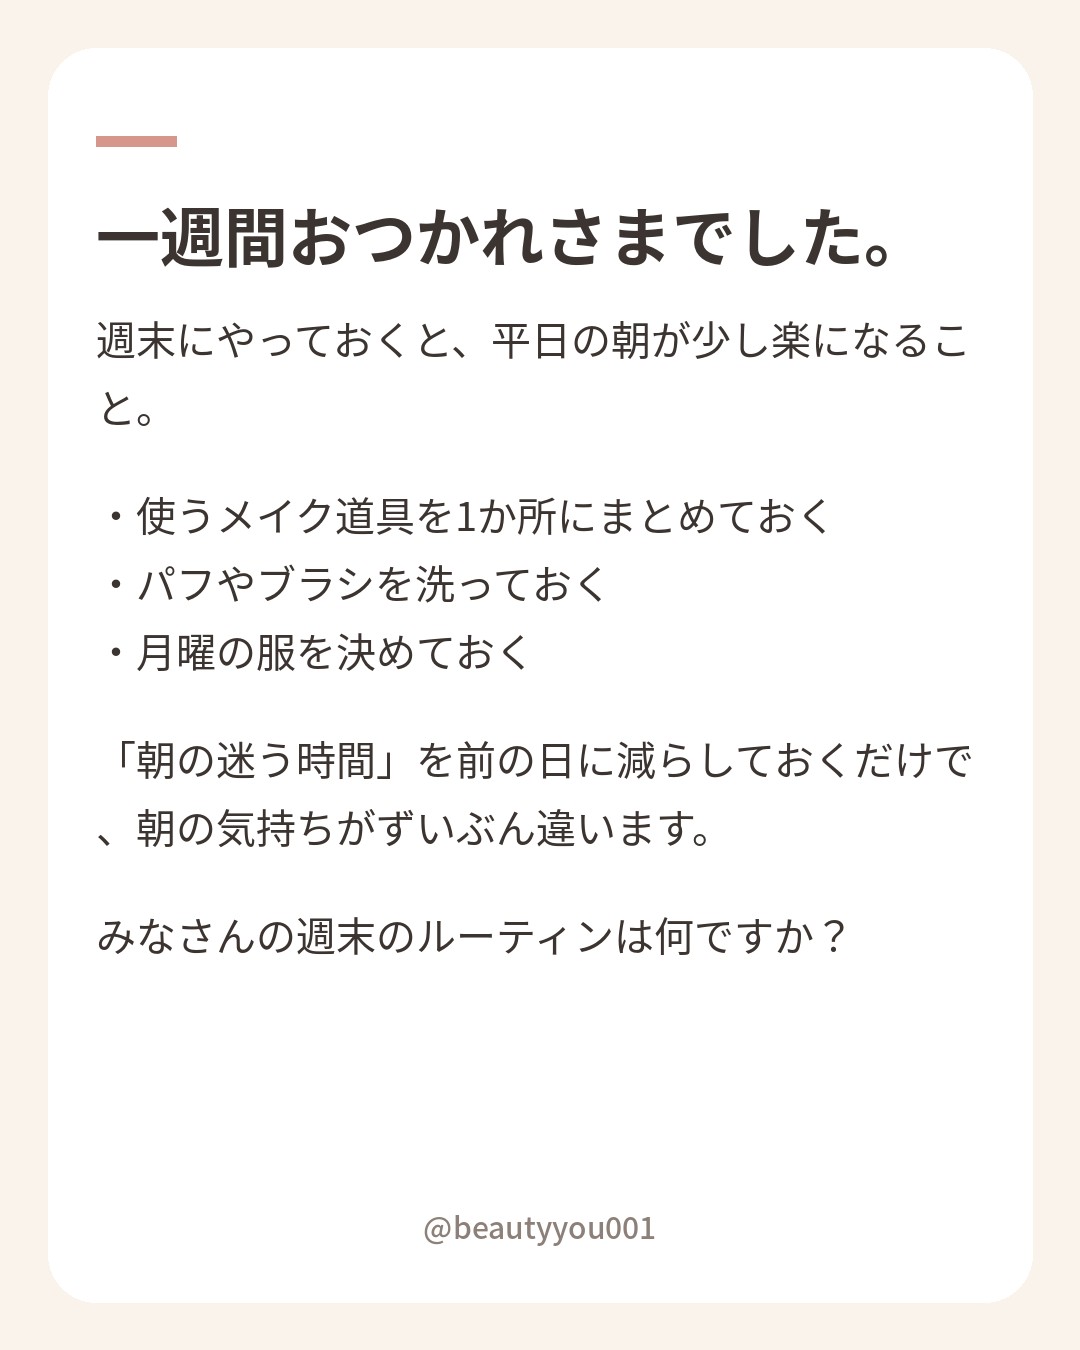 一週間おつかれさまでした。
週末にやっておくと、平日の朝が少し楽になるこ
と。
・使うメイク道具を1か所にまとめておく
・パフやブラシを洗っておく
・月曜の服を決めておく
「朝の迷う時間」を前の日に減らしておくだけで
、朝の気持ちがずいぶん違います。
みなさんの週末のルーティンは何ですか？
@beautyyou001